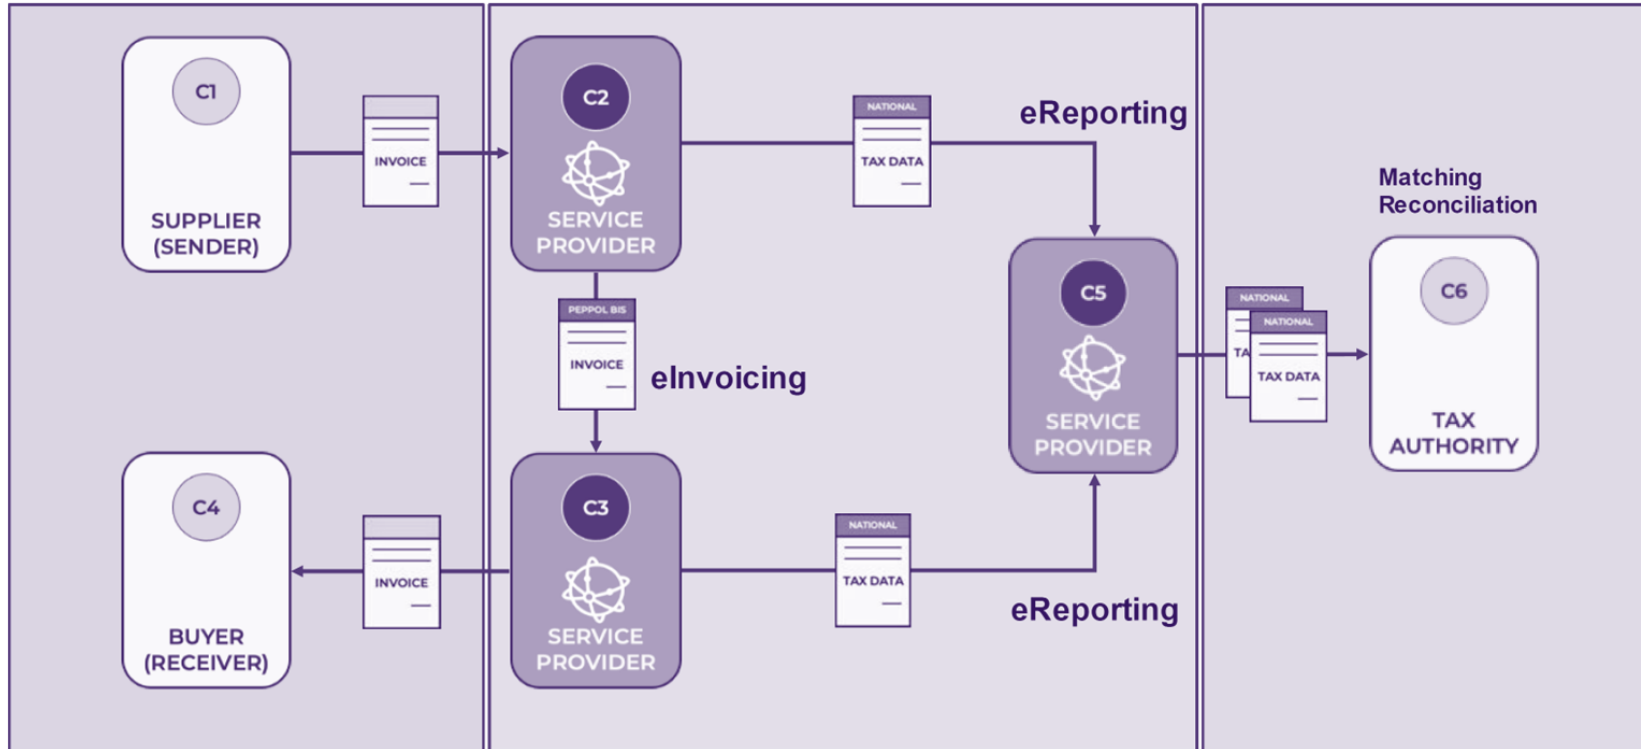 C1
SUPPLIER
(SENDER)
INVOICE
C2
SERVICE
PROVIDER
NATIONAL
TAX DATA
eReporting
PEPPOL BIS
INVOICE
eInvoicing
C5
SERVICE
PROVIDER
NATIONAL
TA
NATIONAL
TAX DATA
Matching
Reconciliation
C6
TAX
AUTHORITY
C4
BUYER
(RECEIVER)
INVOICE
C3
SERVICE
PROVIDER
NATIONAL
TAX DATA
eReporting